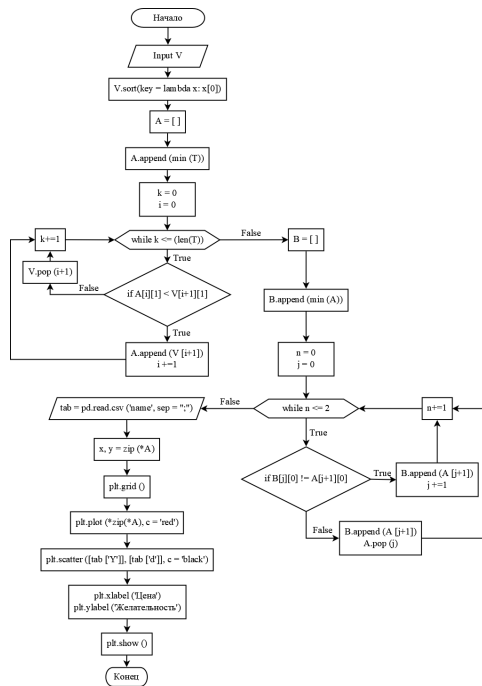 Начало
Input V
V.sort(key = lambda x: x[0])
A = [ ]
A.append (min (T))
k = 0
i = 0
k+=1
while k <= (len(T))
False
B = [ ]
True
V.pop (i+1)
False
if A[i][1] < V[i+1][1]
B.append (min (A))
True
A.append (V [i+1])
i +=1
n = 0
j = 0
tab = pd.read.csv ('name', sep = ";")
False
while n <= 2
n+=1
True
x, y = zip (*A)
if B[j][0] != A[j+1][0]
True
B.append (A [j+1])
j +=1
plt.grid ()
plt.plot (*zip(*A), c = 'red')
False
B.append (A [j+1])
A.pop (j)
plt.scatter ([tab ['Y']], [tab ['d']], c = 'black')
plt.xlabel ('Цена')
plt.ylabel ('Желательность')
plt.show ()
Конец